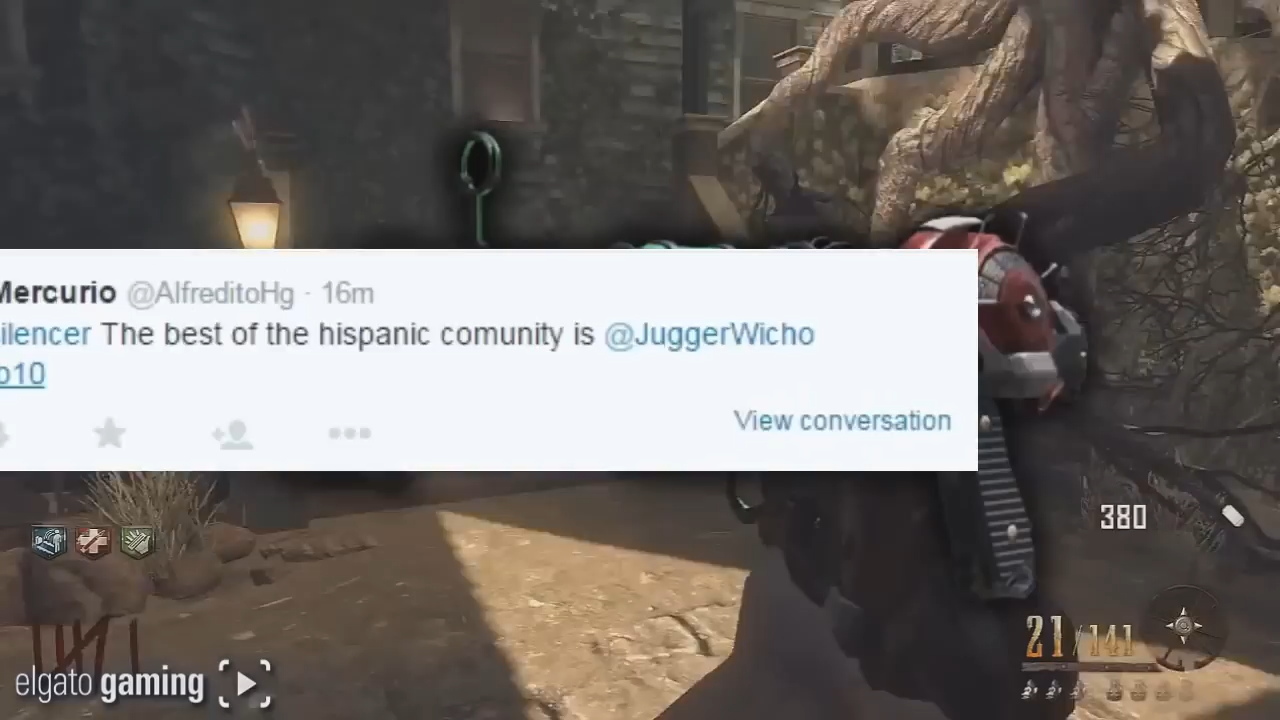 Mercurio @AlfreditoHg · 16m
ilencer The best of the hispanic comunity is @JuggerWicho
o10
View conversation
380
21/141
elgato gaming